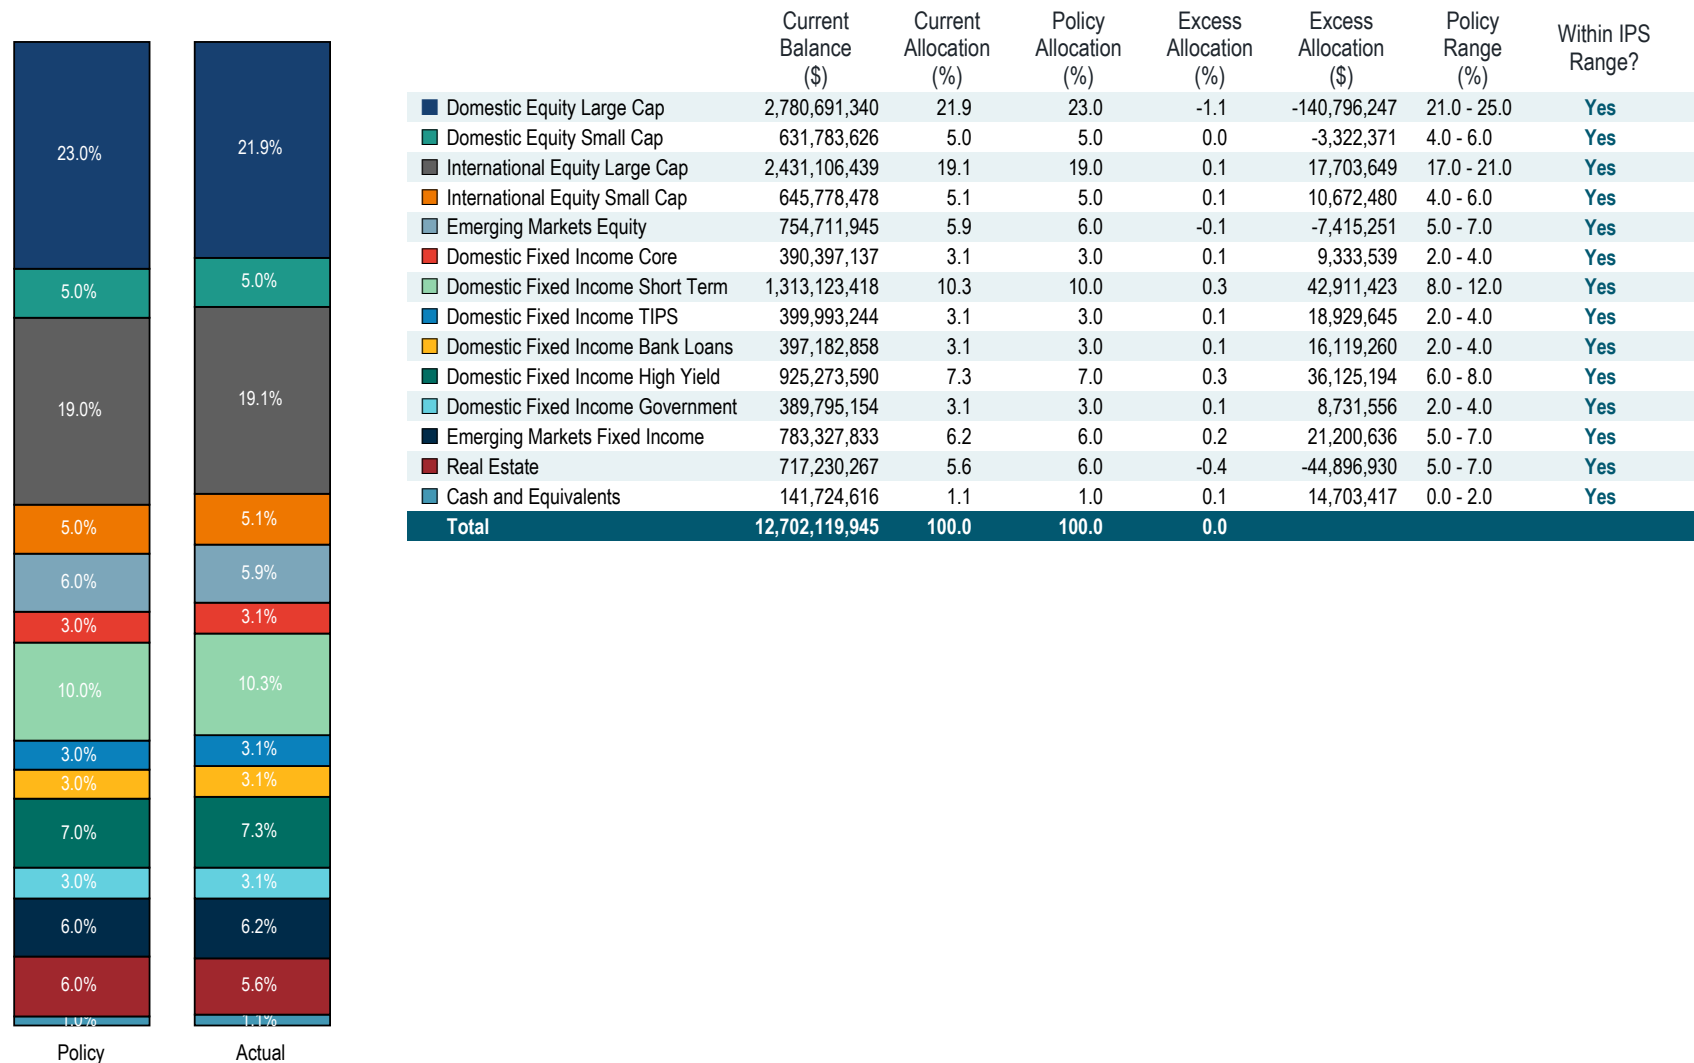 Current Balance ($) Current Allocation (%) Policy Allocation (%) Excess Allocation (%) Excess Allocation ($) Policy Range (%) Within IPS Range?
Domestic Equity Large Cap 2,780,691,340 21.9 23.0 -1.1 -140,796,247 21.0 - 25.0 Yes
Domestic Equity Small Cap 631,783,626 5.0 5.0 0.0 -3,322,371 4.0 - 6.0 Yes
International Equity Large Cap 2,431,106,439 19.1 19.0 0.1 17,703,649 17.0 - 21.0 Yes
International Equity Small Cap 645,778,478 5.1 5.0 0.1 10,672,480 4.0 - 6.0 Yes
Emerging Markets Equity 754,711,945 5.9 6.0 -0.1 -7,415,251 5.0 - 7.0 Yes
Domestic Fixed Income Core 390,397,137 3.1 3.0 0.1 9,333,539 2.0 - 4.0 Yes
Domestic Fixed Income Short Term 1,313,123,418 10.3 10.0 0.3 42,911,423 8.0 - 12.0 Yes
Domestic Fixed Income TIPS 399,993,244 3.1 3.0 0.1 18,929,645 2.0 - 4.0 Yes
Domestic Fixed Income Bank Loans 397,182,858 3.1 3.0 0.1 16,119,260 2.0 - 4.0 Yes
Domestic Fixed Income High Yield 925,273,590 7.3 7.0 0.3 36,125,194 6.0 - 8.0 Yes
Domestic Fixed Income Government 389,795,154 3.1 3.0 0.1 8,731,556 2.0 - 4.0 Yes
Emerging Markets Fixed Income 783,327,833 6.2 6.0 0.2 21,200,636 5.0 - 7.0 Yes
Real Estate 717,230,267 5.6 6.0 -0.4 -44,896,930 5.0 - 7.0 Yes
Cash and Equivalents 141,724,616 1.1 1.0 0.1 14,703,417 0.0 - 2.0 Yes
Total 12,702,119,945 100.0 100.0 0.0
23.0% 21.9%
5.0% 5.0%
19.0% 19.1%
5.0% 5.1%
6.0% 5.9%
3.0% 3.1%
10.0% 10.3%
3.0% 3.1%
3.0% 3.1%
7.0% 7.3%
3.0% 3.1%
6.0% 6.2%
6.0% 5.6%
1.0% 1.1%
Policy Actual